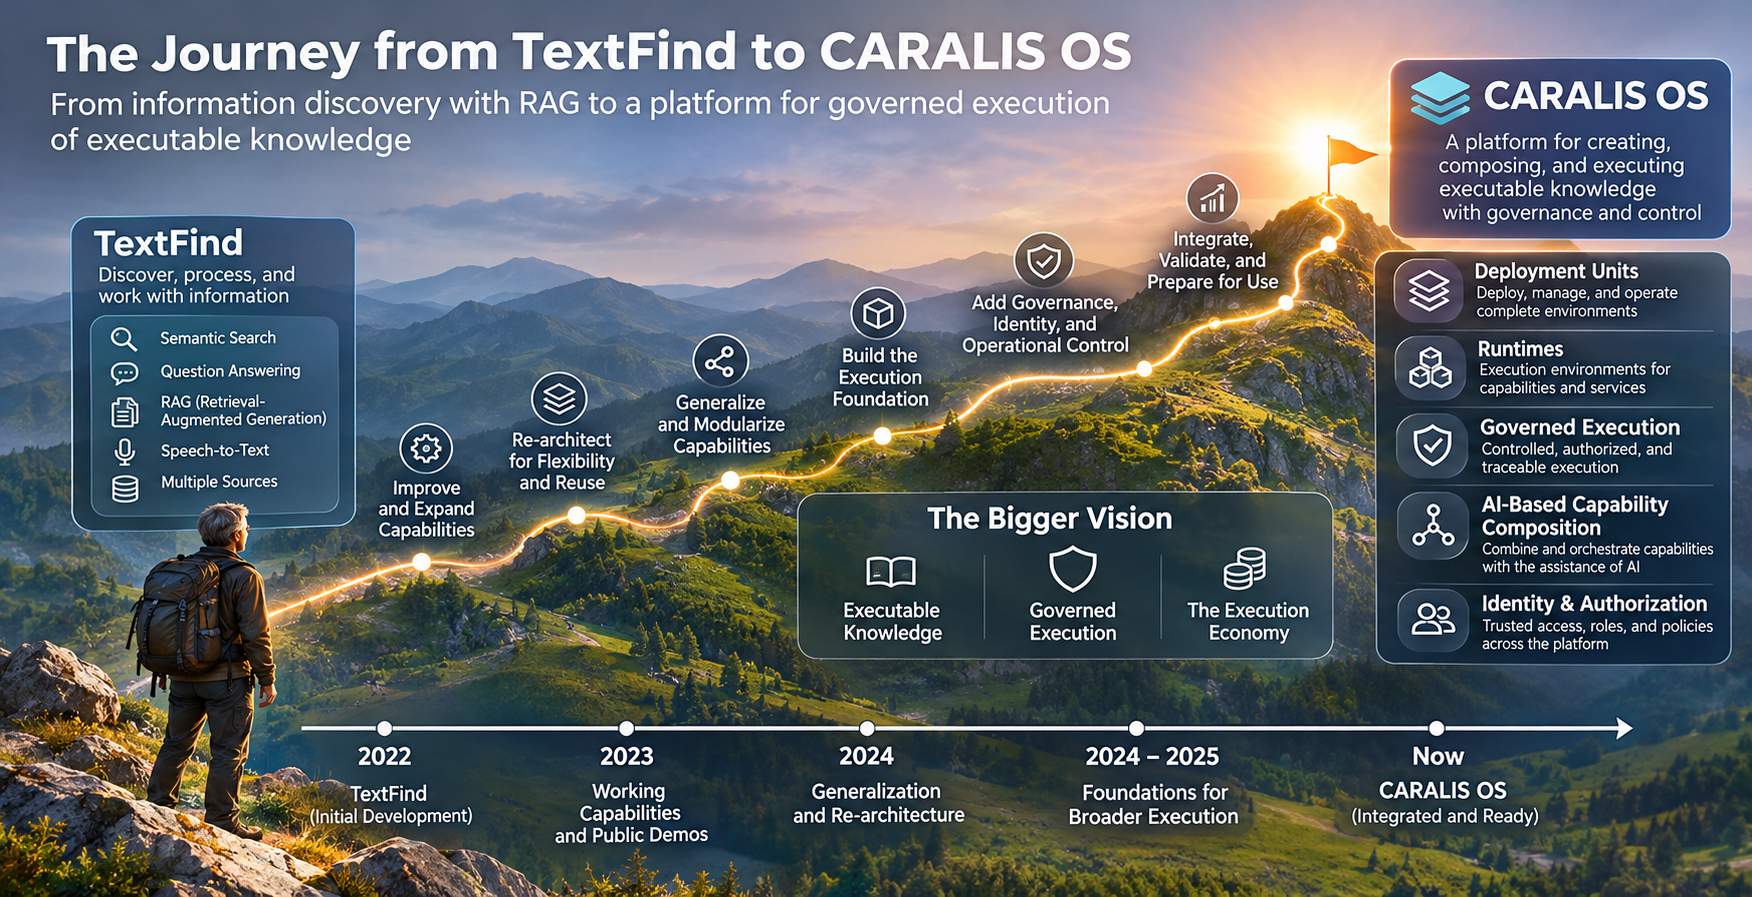 The Journey from TextFind to CARALIS OS
From information discovery with RAG to a platform for governed execution
of executable knowledge
TextFind
Discover, process, and
work with information
Semantic Search
Question Answering
RAG (Retrieval-
Augmented Generation)
Speech-to-Text
Multiple Sources
Improve
and Expand
Capabilities
Re-architect
for Flexibility
and Reuse
Generalize
and Modularize
Capabilities
Build the
Execution
Foundation
Add Governance,
Identity, and
Operational Control
Integrate,
Validate, and
Prepare for Use
CARALIS OS
A platform for creating,
composing, and executing
executable knowledge
with governance and control
Deployment Units
Deploy, manage, and operate
complete environments
Runtimes
Execution environments for
capabilities and services
Governed Execution
Controlled, authorized, and
traceable execution
AI-Based Capability
Composition
Combine and orchestrate capabilities
with the assistance of AI
Identity & Authorization
Trusted access, roles, and policies
across the platform
The Bigger Vision
Executable
Knowledge
Governed
Execution
The Execution
Economy
2022
TextFind
(Initial Development)
2023
Working
Capabilities
and Public Demos
2024
Generalization
and Re-architecture
2024 – 2025
Foundations for
Broader Execution
Now
CARALIS OS
(Integrated and Ready)